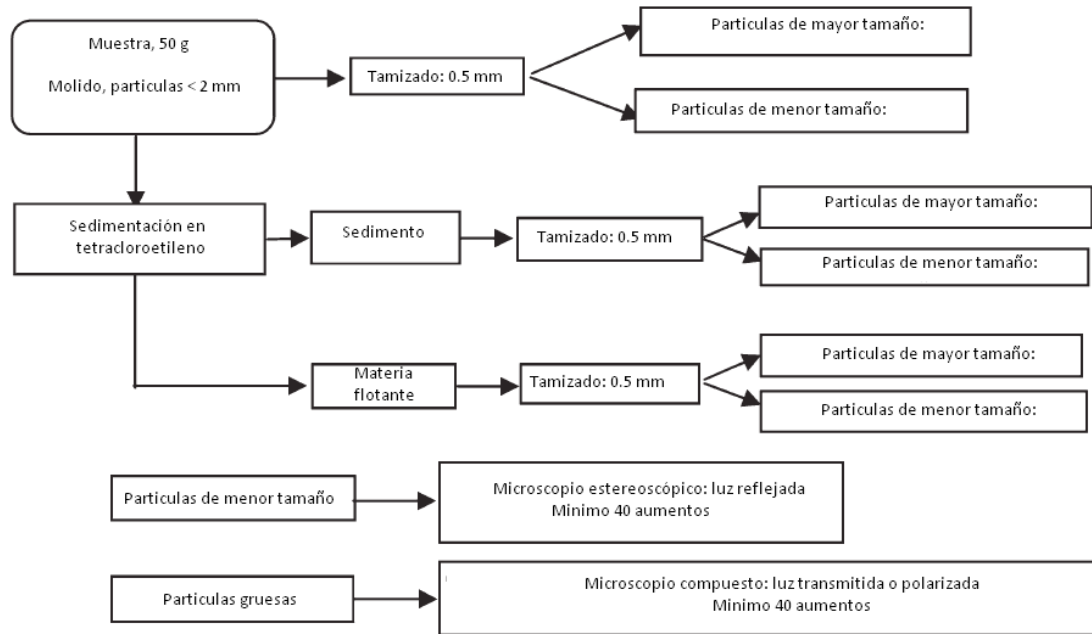 Muestra, 50 g
Molido, particulas < 2 mm
Tamizado: 0.5 mm
Particulas de mayor tamaño:
Particulas de menor tamaño:
Sedimentación en
tetracloroetileno
Sedimento
Tamizado: 0.5 mm
Particulas de mayor tamaño:
Particulas de menor tamaño:
Materia
flotante
Tamizado: 0.5 mm
Particulas de mayor tamaño:
Particulas de menor tamaño:
Particulas de menor tamaño
Microscopio estereoscópico: luz reflejada
Minimo 40 aumentos
Particulas gruesas
Microscopio compuesto: luz transmitida o polarizada
Minimo 40 aumentos